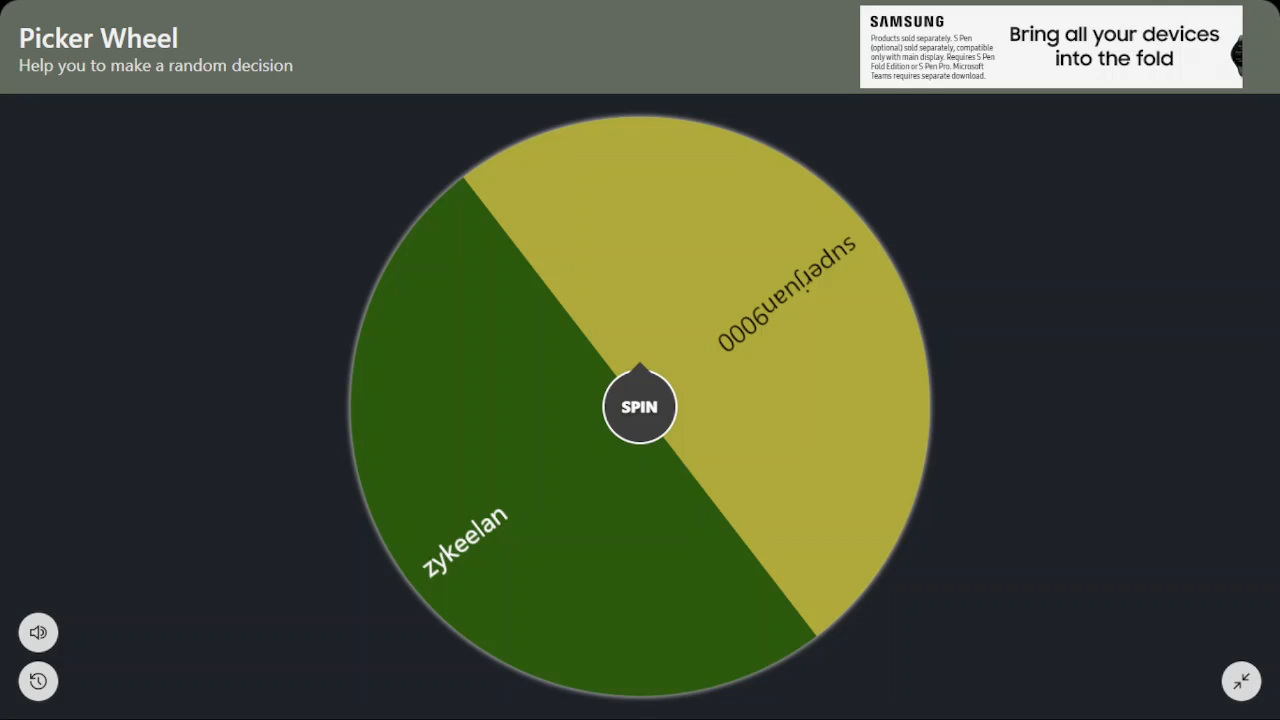 Picker Wheel
Help you to make a random decision
SAMSUNG
Products sold separately. S Pen
(optional) sold separately, compatible
only with main display. Requires S Pen
Fold Edition or S Pen Pro. Microsoft
Teams requires separate download.
Bring all your devices
into the fold
superjuan9000
SPIN
zykeelan